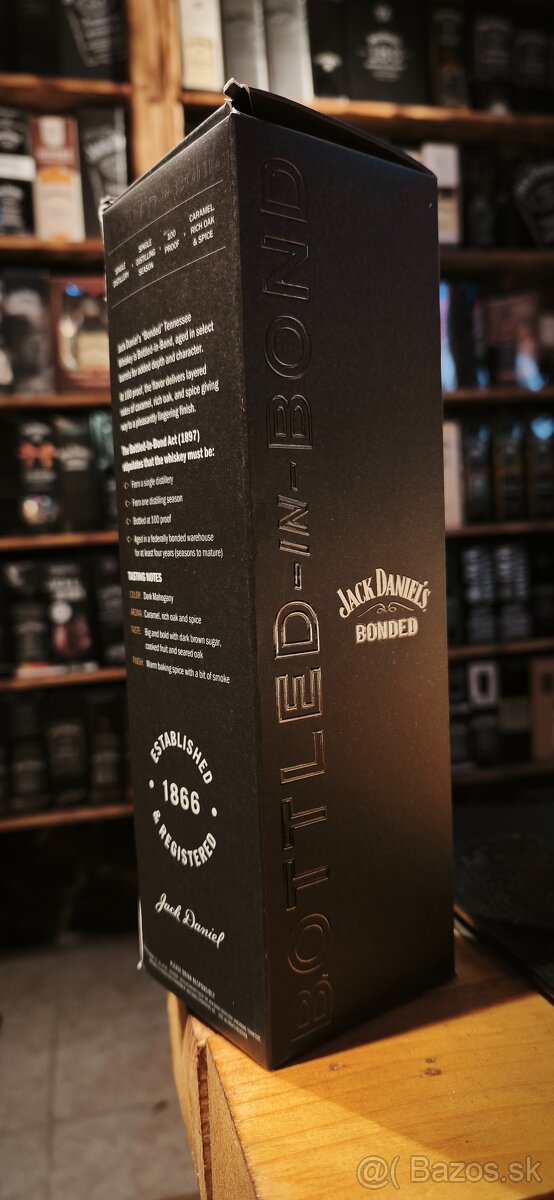 SINGLE
DISTILLERY
SINGLE
DISTILLING
SEASON
100
PROOF
CARAMEL,
RICH OAK
& SPICE
Jack Daniel's "Bonded" Tennessee
Whiskey is Bottled-in-Bond, aged in select
barrels for added depth and character.
At 100 proof, the flavor delivers layered
notes of caramel, rich oak, and spice giving
way to a pleasantly lingering finish.
The Bottled-In-Bond Act (1897)
stipulates that the whiskey must be:
From a single distillery
From one distilling season
Bottled at 100 proof
Aged in a federally bonded warehouse
for at least four years (seasons to mature)
TASTING NOTES
COLOR: Dark Mahogany
AROMA: Caramel, rich oak and spice
TASTE: Big and bold with dark brown sugar,
cooked fruit and seared oak
FINISH: Warm baking spice with a bit of smoke
ESTABLISHED
1866
& REGISTERED
Jack Daniel
PLEASE DRINK RESPONSIBLY
BOTTLED-IN-BOND
JACK DANIEL'S
BONDED
@( Bazos.sk